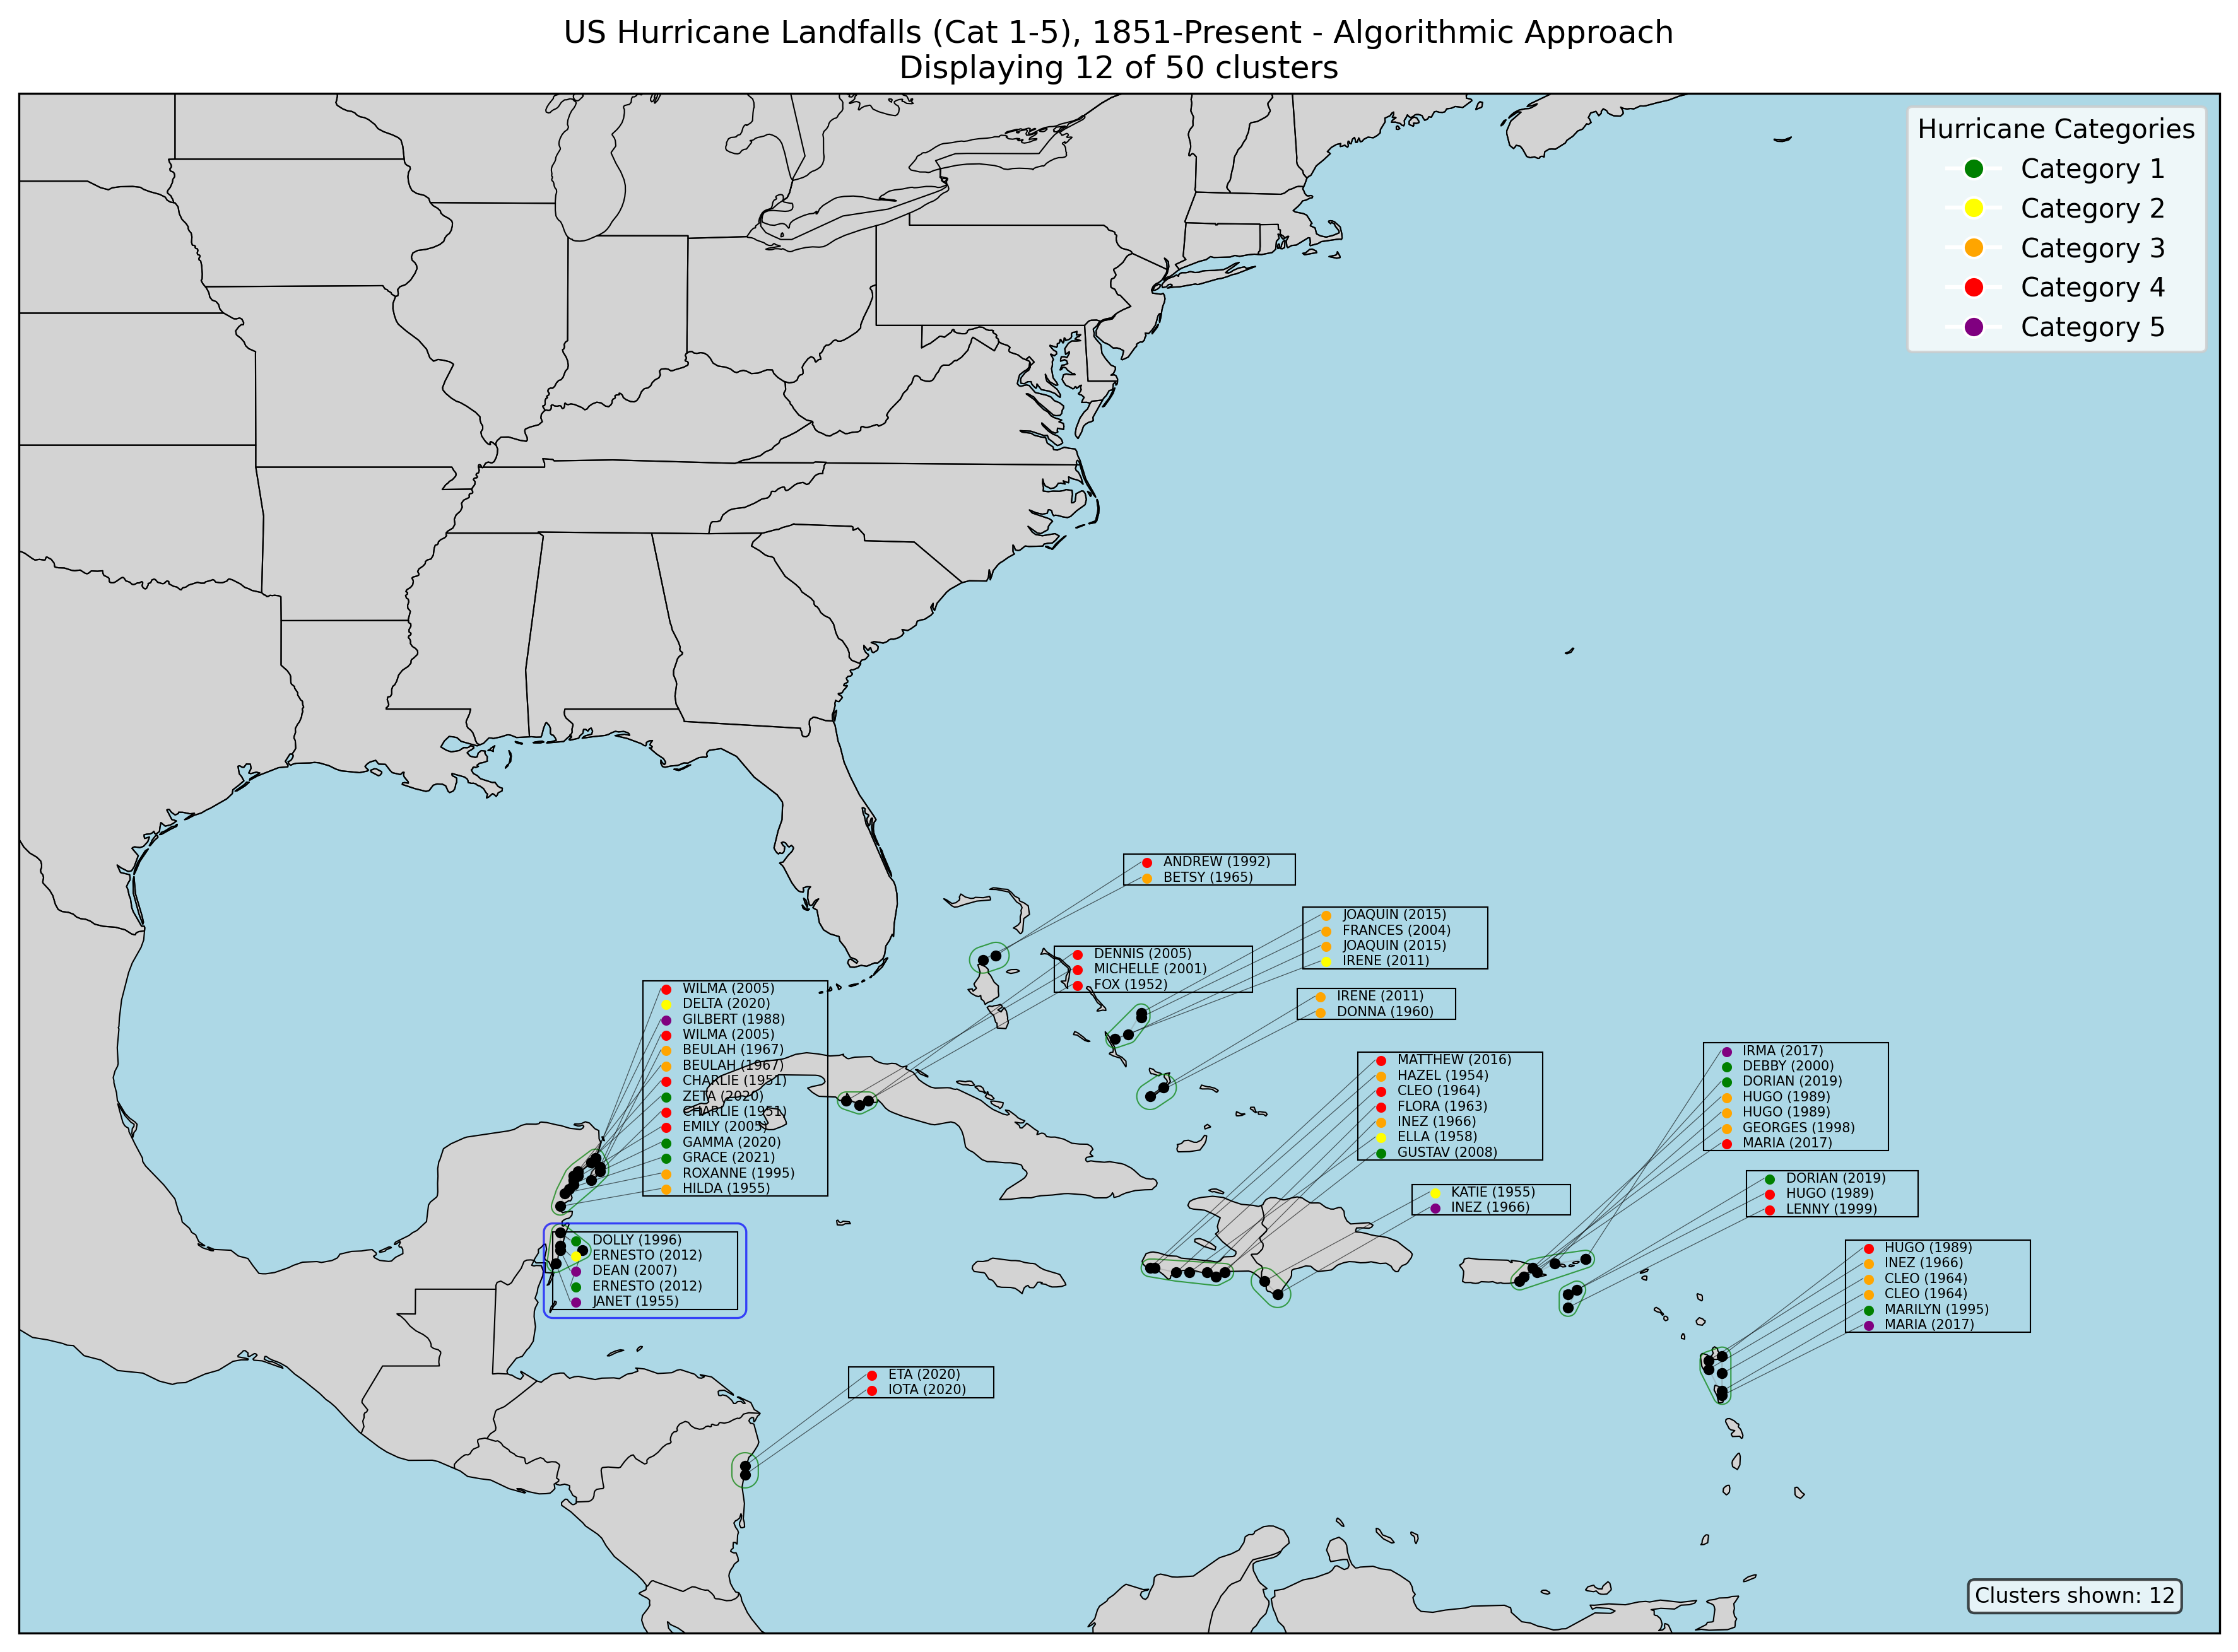 US Hurricane Landfalls (Cat 1-5), 1851-Present - Algorithmic Approach
Displaying 12 of 50 clusters
Hurricane Categories
Category 1
Category 2
Category 3
Category 4
Category 5
ANDREW (1992)
BETSY (1965)
JOAQUIN (2015)
FRANCES (2004)
JOAQUIN (2015)
IRENE (2011)
DENNIS (2005)
MICHELLE (2001)
FOX (1952)
WILMA (2005)
DELTA (2020)
GILBERT (1988)
WILMA (2005)
BEULAH (1967)
BEULAH (1967)
CHARLIE (1951)
ZETA (2020)
CHARLIE (1951)
EMILY (2005)
GAMMA (2020)
GRACE (2021)
ROXANNE (1995)
HILDA (1955)
IRENE (2011)
DONNA (1960)
MATTHEW (2016)
HAZEL (1954)
CLEO (1964)
FLORA (1963)
INEZ (1966)
ELLA (1958)
GUSTAV (2008)
IRMA (2017)
DEBBY (2000)
DORIAN (2019)
HUGO (1989)
HUGO (1989)
GEORGES (1998)
MARIA (2017)
DORIAN (2019)
HUGO (1989)
LENNY (1999)
KATIE (1955)
INEZ (1966)
DOLLY (1996)
ERNESTO (2012)
DEAN (2007)
ERNESTO (2012)
JANET (1955)
HUGO (1989)
INEZ (1966)
CLEO (1964)
CLEO (1964)
MARILYN (1995)
MARIA (2017)
ETA (2020)
IOTA (2020)
Clusters shown: 12